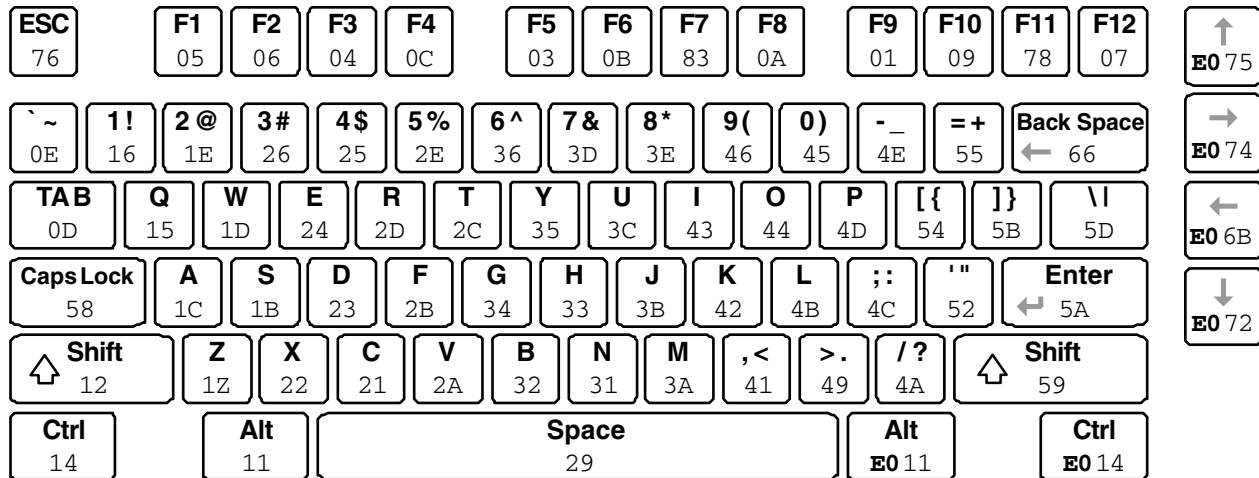 ESC F1 F2 F3 F4 F5 F6 F7 F8 F9 F10 F11 F12 ↑
76 05 06 04 0C 03 0B 83 0A 01 09 78 07 E0 75
` ~ 1! 2@ 3# 4$ 5% 6^ 7& 8* 9( 0) -_ =+ Back Space →
0E 16 1E 26 25 2E 36 3D 3E 46 45 4E 55 ← 66 E0 74
TAB Q W E R T Y U I O P [{ ]} \| ←
0D 15 1D 24 2D 2C 35 3C 43 44 4D 54 5B 5D E0 6B
Caps Lock A S D F G H J K L ;: '" Enter ↓
58 1C 1B 23 2B 34 33 3B 42 4B 4C 52 ↵ 5A E0 72
Shift Z X C V B N M ,< >. /? Shift
12 1Z 22 21 2A 32 31 3A 41 49 4A 59
Ctrl Alt Space Alt Ctrl
14 11 29 E0 11 E0 14